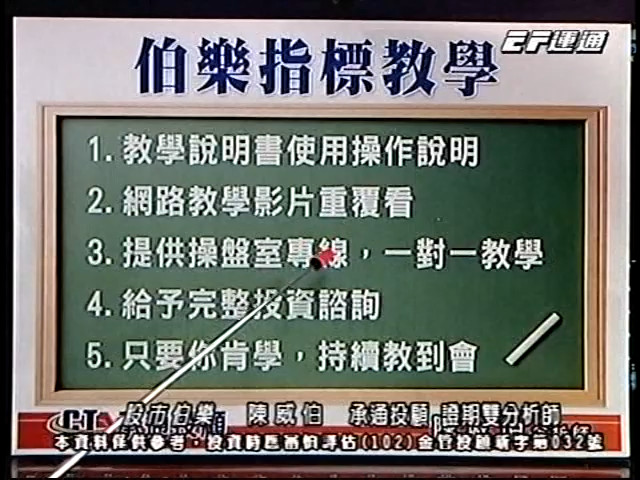 EF運通
伯樂指標教學
1. 教學說明書使用操作說明
2. 網路教學影片重覆看
3. 提供操盤室專線，一對一教學
4. 給予完整投資諮詢
5. 只要你肯學，持續教到會
股市伯樂 陳威伯 承通投顧 證期雙分析師
本資料僅供參考，投資時應審慎評估(102)金管投顧新字第032號